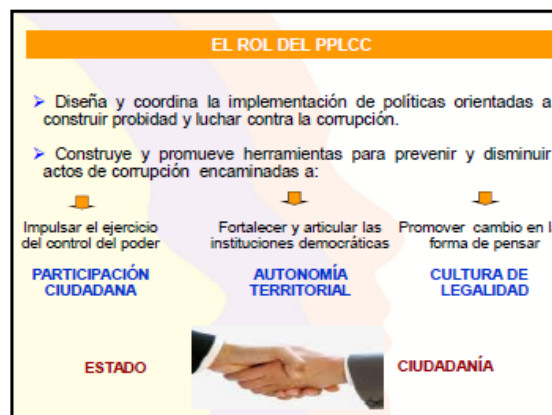 EL ROL DEL PPLCC
➢ Diseña y coordina la implementación de políticas orientadas a
construir probidad y luchar contra la corrupción.
➢ Construye y promueve herramientas para prevenir y disminuir
actos de corrupción encaminadas a:
Impulsar el ejercicio
del control del poder
PARTICIPACIÓN
CIUDADANA
Fortalecer y articular las
instituciones democráticas
AUTONOMÍA
TERRITORIAL
Promover cambio en l
forma de pensar
CULTURA DE
LEGALIDAD
ESTADO
CIUDADANÍA